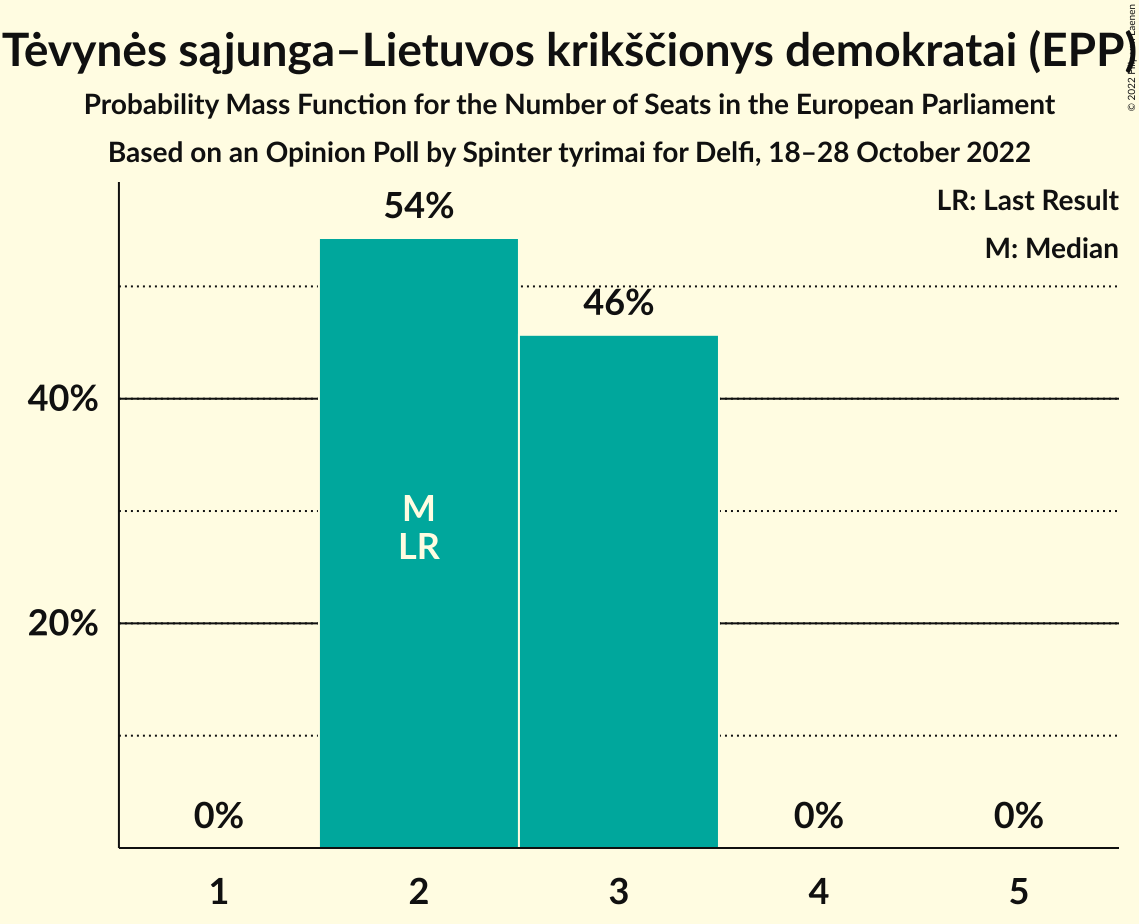 Tėvynės sąjunga–Lietuvos krikščionys demokratai (EPP)
Probability Mass Function for the Number of Seats in the European Parliament
Based on an Opinion Poll by Spinter tyrimai for Delfi, 18–28 October 2022
© 2022 Laenen
LR: Last Result
M: Median
54%
46%
40%
20%
M
LR
0%
0%
0%
1
2
3
4
5